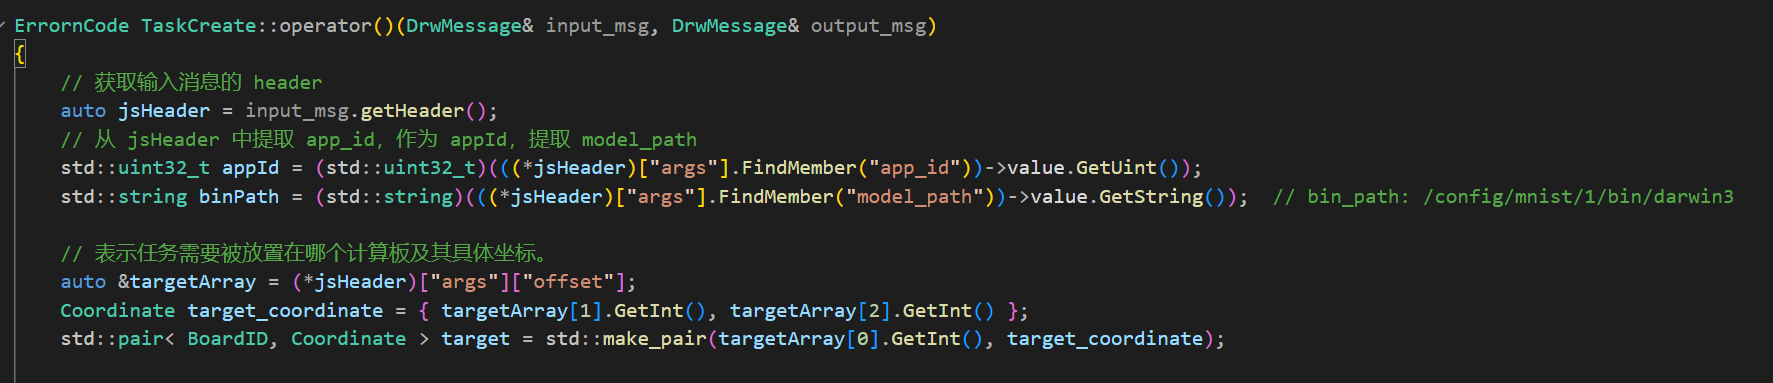 ErrornCode TaskCreate::operator()(DrwMessage& input_msg, DrwMessage& output_msg)
{
// 获取输入消息的 header
auto jsHeader = input_msg.getHeader();
// 从 jsHeader 中提取 app_id，作为 appId，提取 model_path
std::uint32_t appId = (std::uint32_t)(((*jsHeader)["args"].FindMember("app_id"))->value.GetUint());
std::string binPath = (std::string)(((*jsHeader)["args"].FindMember("model_path"))->value.GetString());  // bin_path: /config/mnist/1/bin/darwin3
// 表示任务需要被放置在哪个计算板及其具体坐标。
auto &targetArray = (*jsHeader)["args"]["offset"];
Coordinate target_coordinate = { targetArray[1].GetInt(), targetArray[2].GetInt() };
std::pair< BoardID, Coordinate > target = std::make_pair(targetArray[0].GetInt(), target_coordinate);